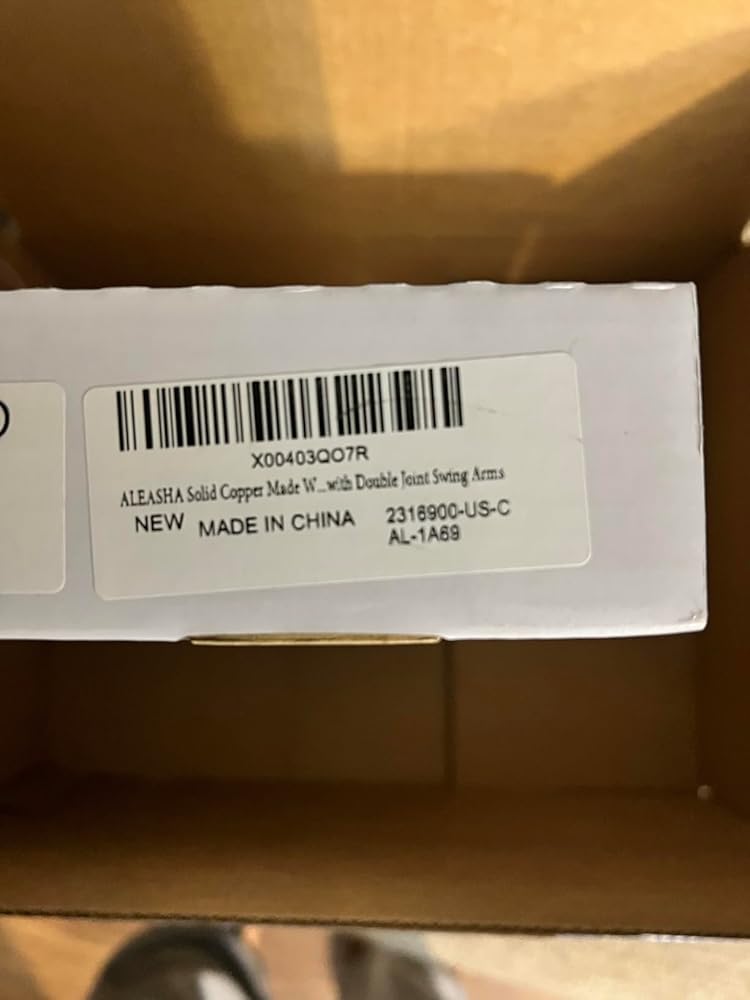 X00403QO7R
ALEASHA Solid Copper Made W...with Double Joint Swing Arms
NEW MADE IN CHINA 2316900-US-C
AL-1A69